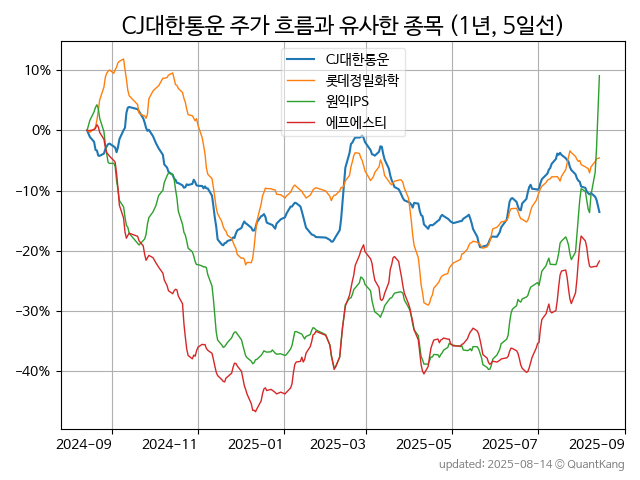 CJ대한통운 주가 흐름과 유사한 종목 (1년, 5일선)
CJ대한통운
롯데정밀화학
원익IPS
에프에스티
10%
0%
−10%
−20%
−30%
−40%
2024-09
2024-11
2025-01
2025-03
2025-05
2025-07
2025-09
updated: 2025-08-14 © QuantKang